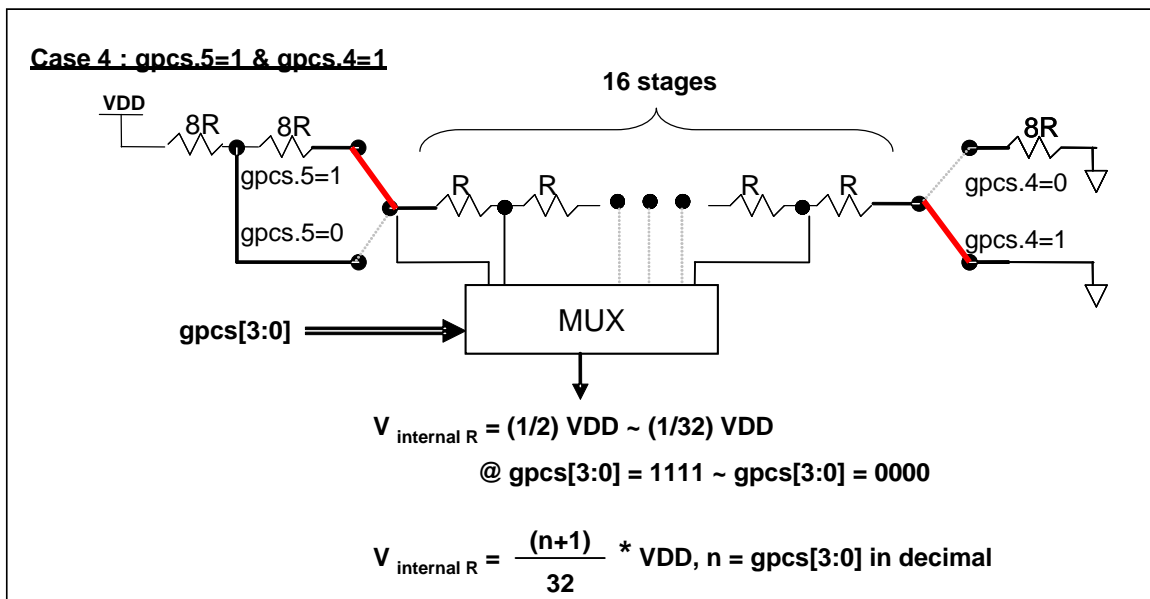 Case 4 : gpcs.5=1 & gpcs.4=1
16 stages
VDD
8R
8R
8R
gpcs.5=1
R
R
R
R
gpcs.4=0
gpcs.5=0
gpcs.4=1
MUX
gpcs[3:0]
V internal R = (1/2) VDD ~ (1/32) VDD
@ gpcs[3:0] = 1111 ~ gpcs[3:0] = 0000
V internal R = (n+1) / 32 * VDD, n = gpcs[3:0] in decimal